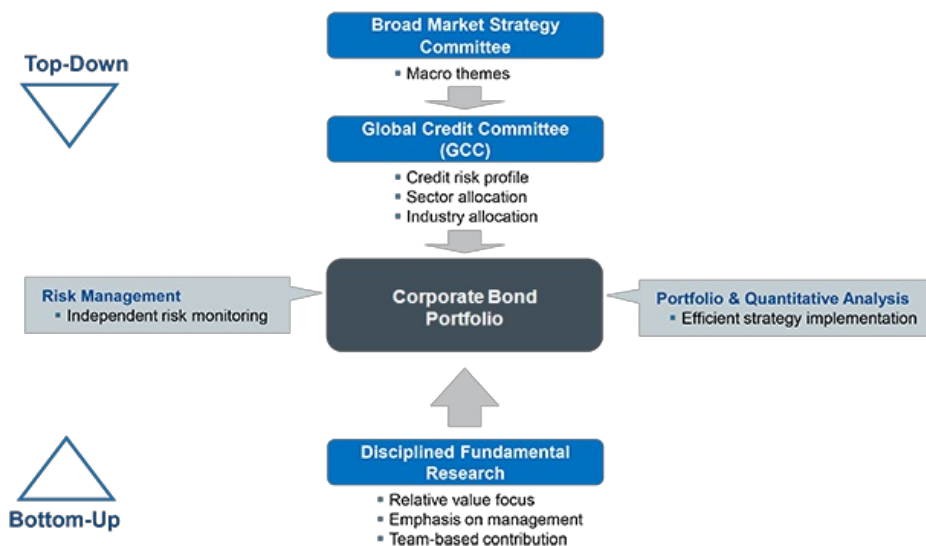 Broad Market Strategy
Committee
Top-Down
▪ Macro themes
Global Credit Committee
(GCC)
▪ Credit risk profile
▪ Sector allocation
▪ Industry allocation
Risk Management
▪ Independent risk monitoring
Corporate Bond
Portfolio
Portfolio & Quantitative Analysis
▪ Efficient strategy implementation
Disciplined Fundamental
Research
▪ Relative value focus
▪ Emphasis on management
▪ Team-based contribution
Bottom-Up